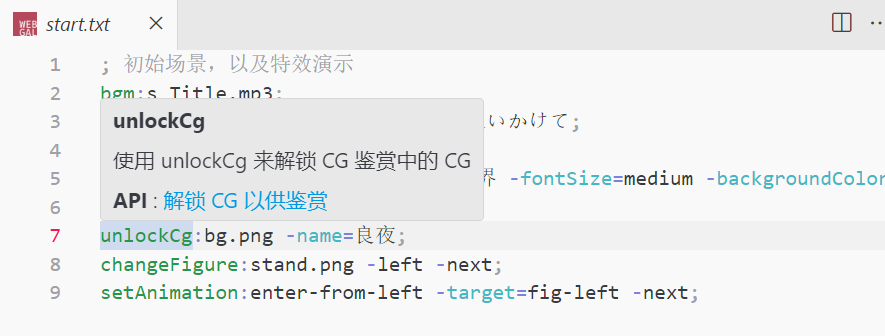 WEB
GAL
start.txt
1 ; 初始场景，以及特效演示
2 bgm:s_Title.mp3;
3 いかけて;
4
5 界 -fontSize=medium -backgroundColor
6
unlockCg
使用 unlockCg 来解锁 CG 鉴赏中的 CG
API : 解锁 CG 以供鉴赏
7 unlockCg:bg.png -name=良夜;
8 changeFigure:stand.png -left -next;
9 setAnimation:enter-from-left -target=fig-left -next;